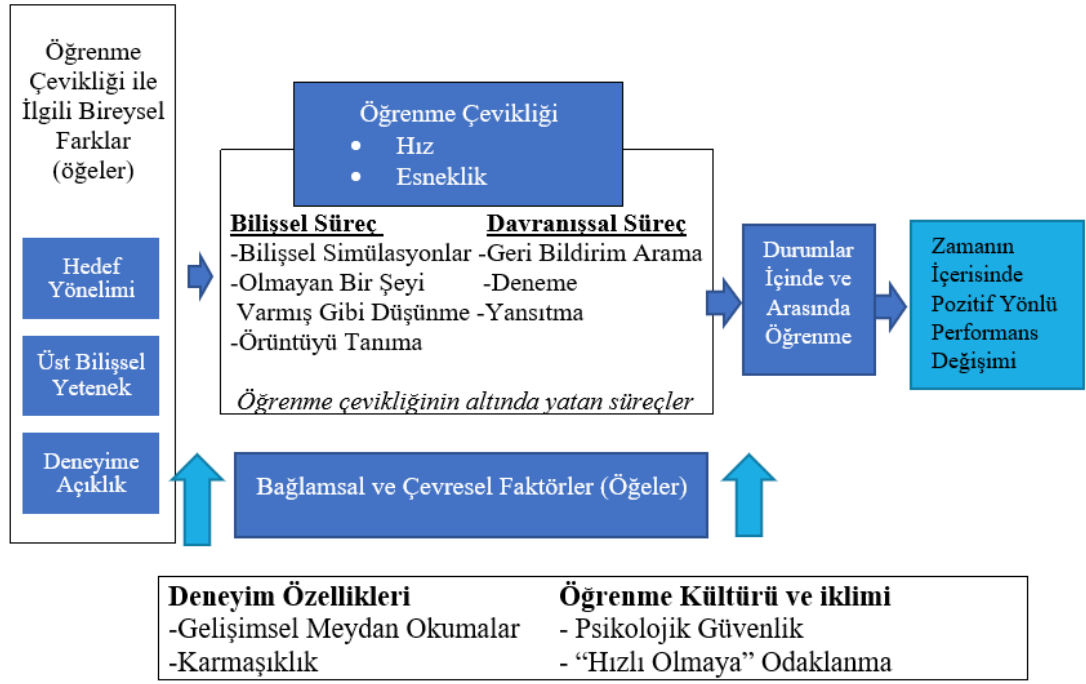 Öğrenme
Çevikliği ile
İlgili Bireysel
Farklar
(öğeler)
Hedef
Yönelimi
Üst Bilişsel
Yetenek
Deneyime
Açıklık
Öğrenme Çevikliği
• Hız
• Esneklik
Bilişsel Süreç
-Bilişsel Simülasyonlar
-Olmayan Bir Şeyi
Varmış Gibi Düşünme
-Örüntüyü Tanıma
Davranışsal Süreç
-Geri Bildirim Arama
-Deneme
-Yansıtma
Öğrenme çevikliğinin altında yatan süreçler
Durumlar
İçinde ve
Arasında
Öğrenme
Zamanın
İçerisinde
Pozitif Yönlü
Performans
Değişimi
Bağlamsal ve Çevresel Faktörler (Öğeler)
Deneyim Özellikleri
-Gelişimsel Meydan Okumalar
-Karmaşıklık
Öğrenme Kültürü ve iklimi
- Psikolojik Güvenlik
- “Hızlı Olmaya” Odaklanma